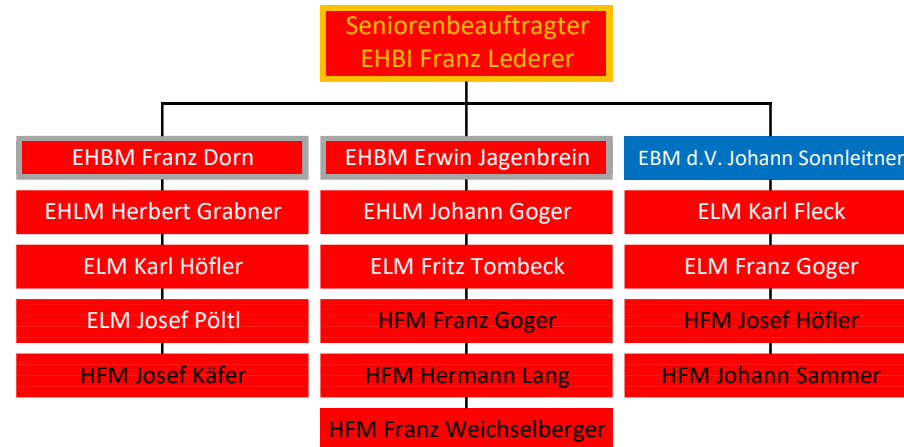 Seniorenbeauftragter
EHBI Franz Lederer
EHBM Franz Dorn
EHLM Herbert Grabner
ELM Karl Höfler
ELM Josef Pöltl
HFM Josef Käfer
EHBM Erwin Jagenbrein
EHLM Johann Goger
ELM Fritz Tombeck
HFM Franz Goger
HFM Hermann Lang
HFM Franz Weichselberger
EBM d.V. Johann Sonnleitner
ELM Karl Fleck
ELM Franz Goger
HFM Josef Höfler
HFM Johann Sammer